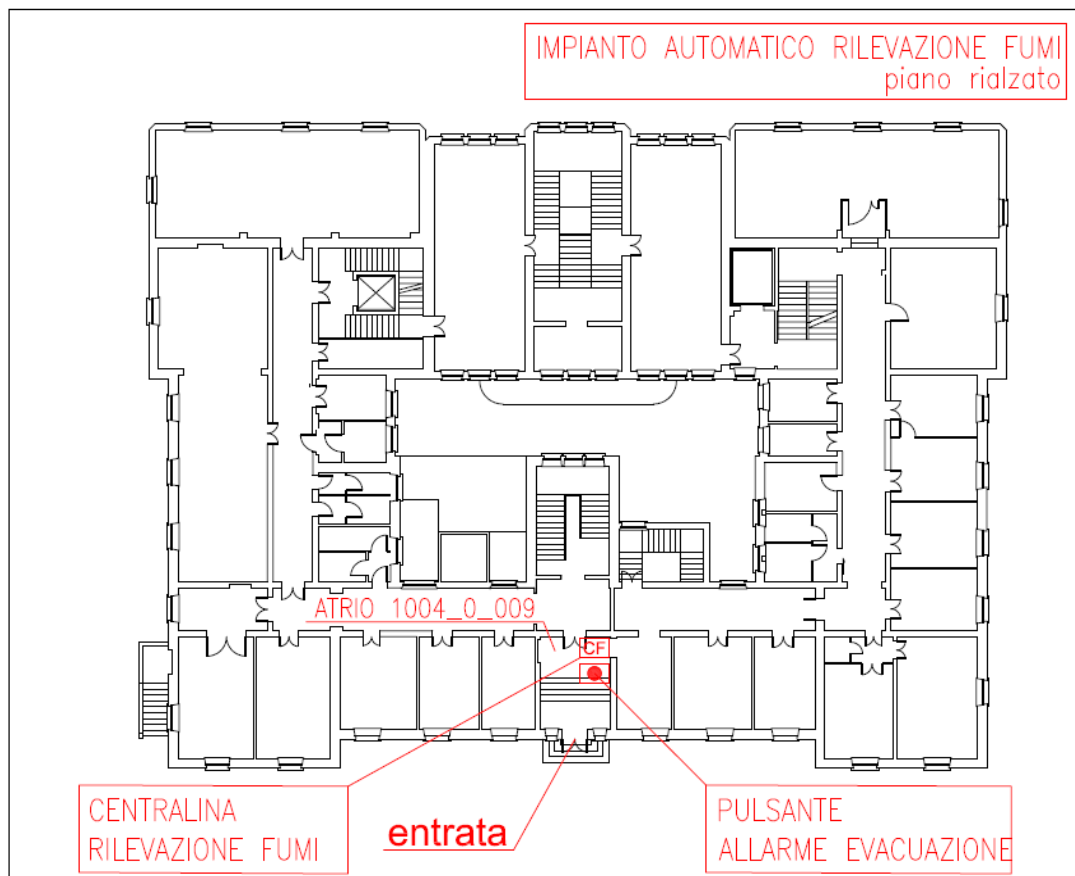 IMPIANTO AUTOMATICO RILEVAZIONE FUMI
piano rialzato
ATRIO 1004_0_009
CF
CENTRALINA
RILEVAZIONE FUMI
entrata
PULSANTE
ALLARME EVACUAZIONE